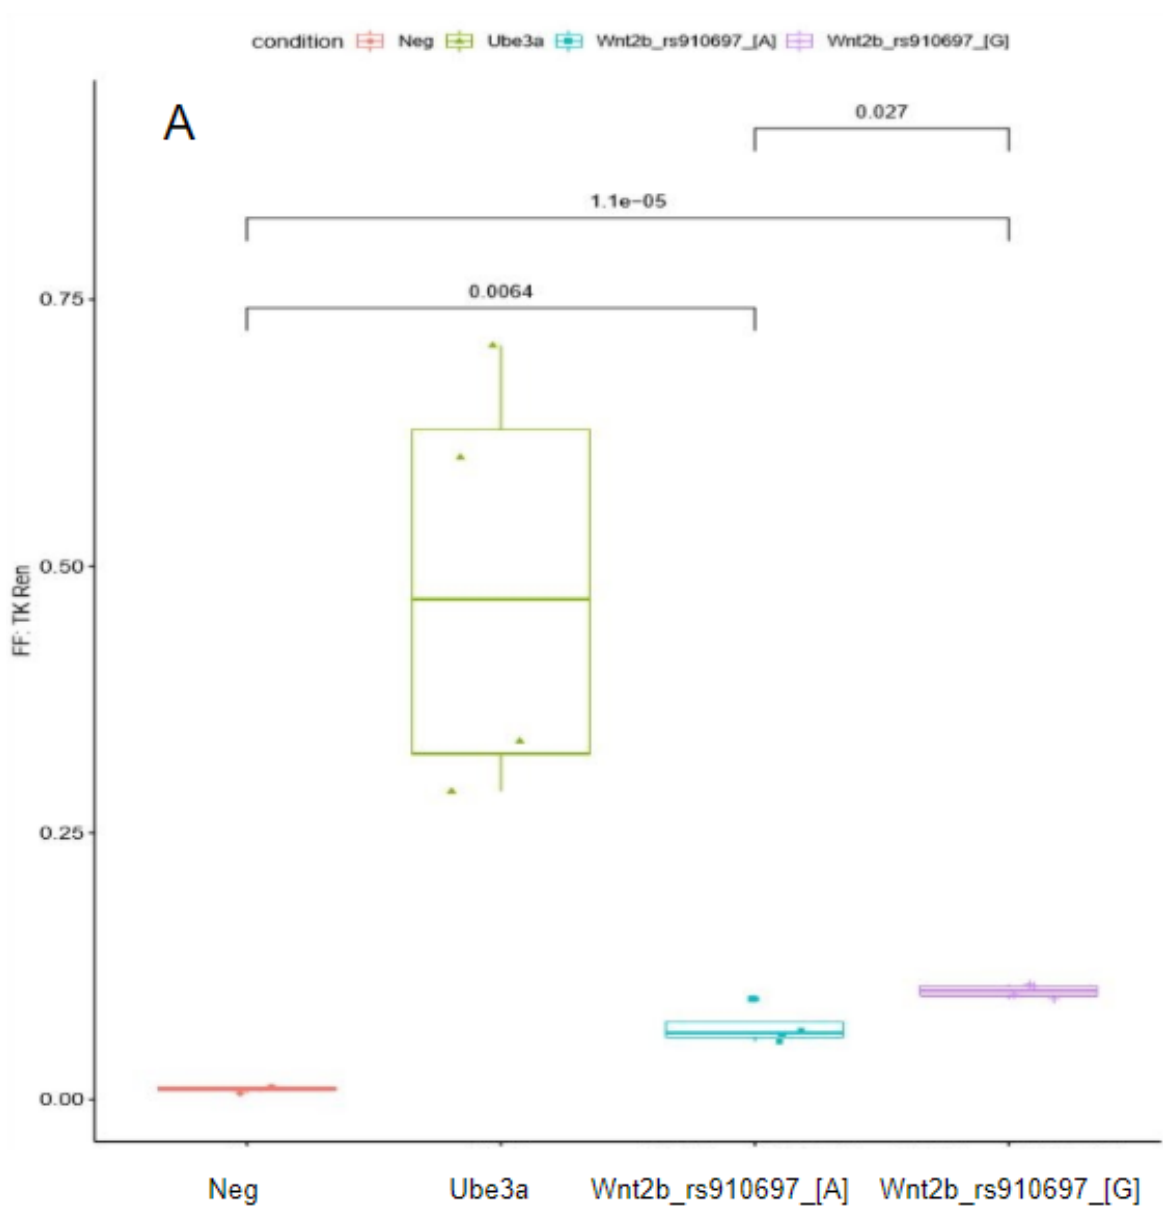 condition Neg Ube3a Wnt2b_rs910697_[A] Wnt2b_rs910697_[G]
A
0.027
1.1e−05
0.0064
0.75
0.50
0.25
0.00
FF: TK Ren
Neg Ube3a Wnt2b_rs910697_[A] Wnt2b_rs910697_[G]